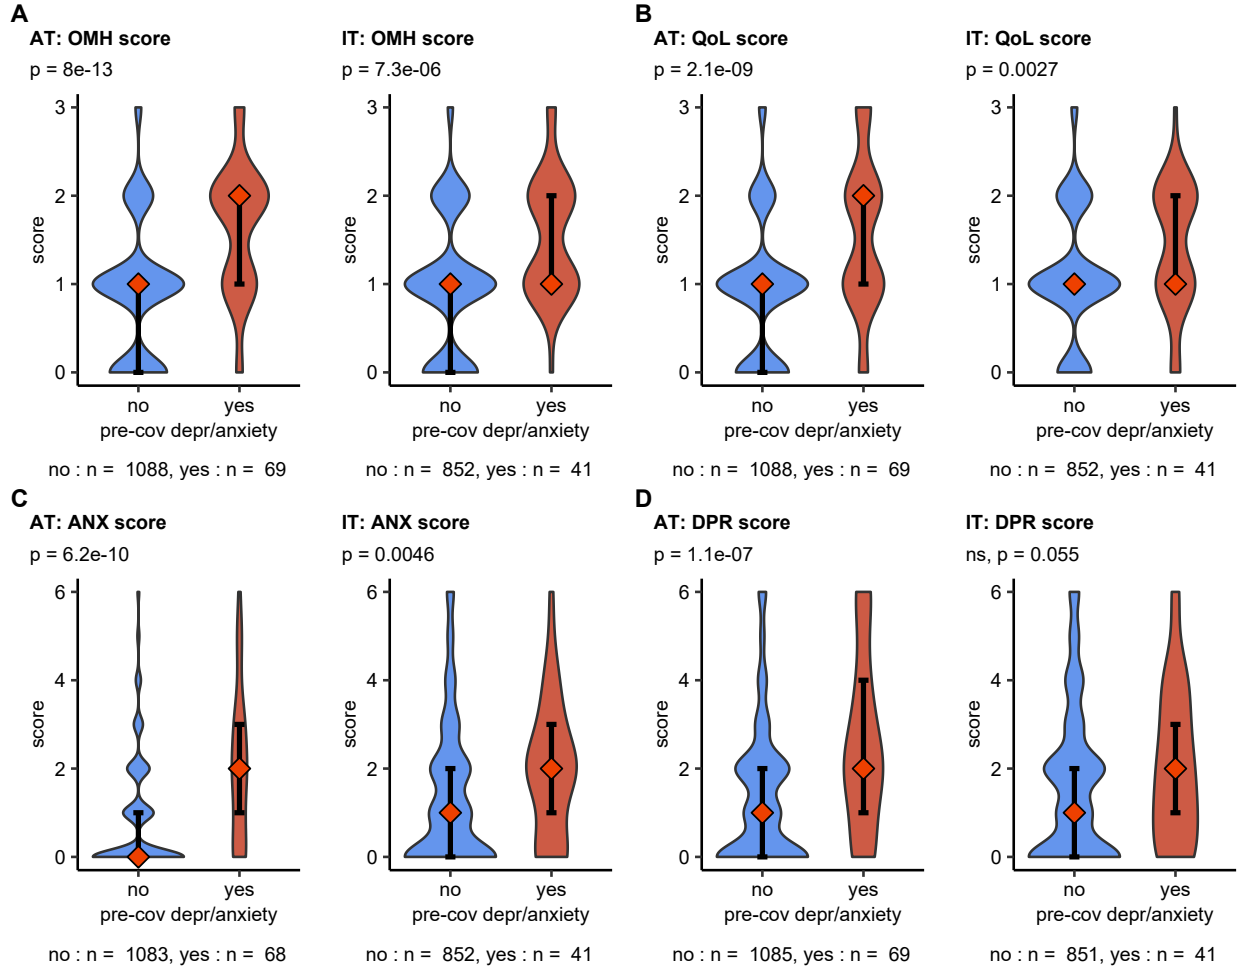 A
AT: OMH score
p = 8e-13
score
3
2
1
0
no yes
pre-cov depr/anxiety
no : n = 1088, yes : n = 69
IT: OMH score
p = 7.3e-06
score
3
2
1
0
no yes
pre-cov depr/anxiety
no : n = 852, yes : n = 41
B
AT: QoL score
p = 2.1e-09
score
3
2
1
0
no yes
pre-cov depr/anxiety
no : n = 1088, yes : n = 69
IT: QoL score
p = 0.0027
score
3
2
1
0
no yes
pre-cov depr/anxiety
no : n = 852, yes : n = 41
C
AT: ANX score
p = 6.2e-10
score
6
4
2
0
no yes
pre-cov depr/anxiety
no : n = 1083, yes : n = 68
IT: ANX score
p = 0.0046
score
6
4
2
0
no yes
pre-cov depr/anxiety
no : n = 852, yes : n = 41
D
AT: DPR score
p = 1.1e-07
score
6
4
2
0
no yes
pre-cov depr/anxiety
no : n = 1085, yes : n = 69
IT: DPR score
ns, p = 0.055
score
6
4
2
0
no yes
pre-cov depr/anxiety
no : n = 851, yes : n = 41